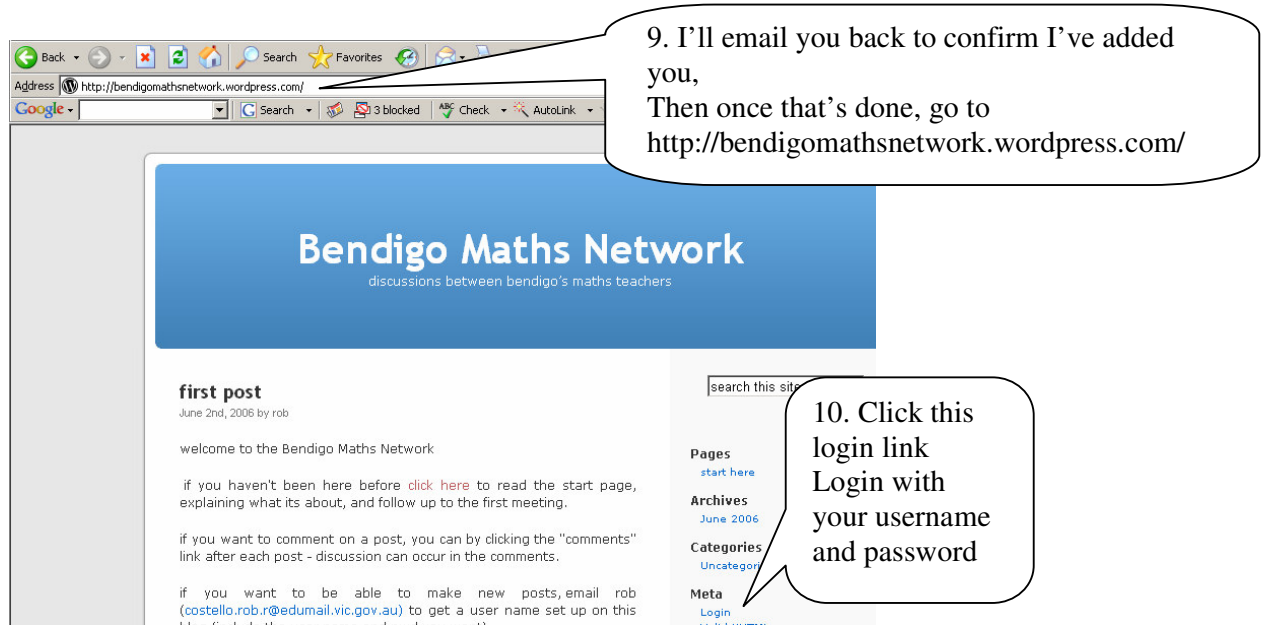 9. I'll email you back to confirm I've added
you,
Then once that's done, go to
http://bendigomathsnetwork.wordpress.com/
Back Search Favorites
Address http://bendigomathsnetwork.wordpress.com/
Google Search 3 blocked ABC Check AutoLink
Bendigo Maths Network
discussions between bendigo's maths teachers
first post
June 2nd, 2006 by rob
welcome to the Bendigo Maths Network
if you haven't been here before click here to read the start page,
explaining what its about, and follow up to the first meeting.
if you want to comment on a post, you can by clicking the "comments"
link after each post - discussion can occur in the comments.
if you want to be able to make new posts, email rob
(costello.rob.r@edumail.vic.gov.au) to get a user name set up on this
search this site
Pages
start here
Archives
June 2006
Categories
Uncategori
Meta
Login
10. Click this
login link
Login with
your username
and password